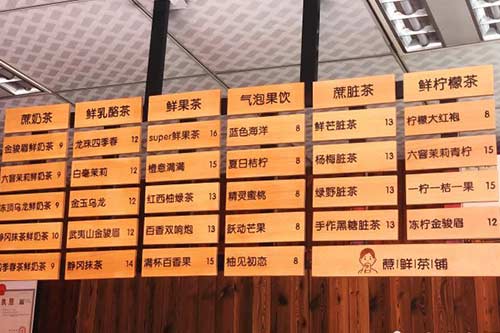 蔗奶茶
金骏眉鲜奶茶 9
六窨茉莉鲜奶茶 9
冻顶乌龙鲜奶茶 9
静冈抹茶鲜奶茶 10
四季春茶鲜奶茶 9
鲜乳酪茶
龙珠四季春 12
白毫茉莉 12
金玉乌龙 12
武夷山金骏眉 12
静冈抹茶 14
鲜果茶
super鲜果茶 16
橙意满满 15
红西柚绿茶 13
百香双响炮 13
满杯百香果 15
气泡果饮
蓝色海洋 8
夏日桔柠 8
精灵蜜桃 8
跃动芒果 8
柚见初恋 8
蔗脏茶
鲜芒脏茶 13
杨梅脏茶 13
绿野脏茶 13
手作黑糖脏茶 13
鲜柠檬茶
柠檬大红袍 8
六窨茉莉青柠 15
一柠一桔一果 15
冻柠金骏眉 12
蔗鲜茶铺